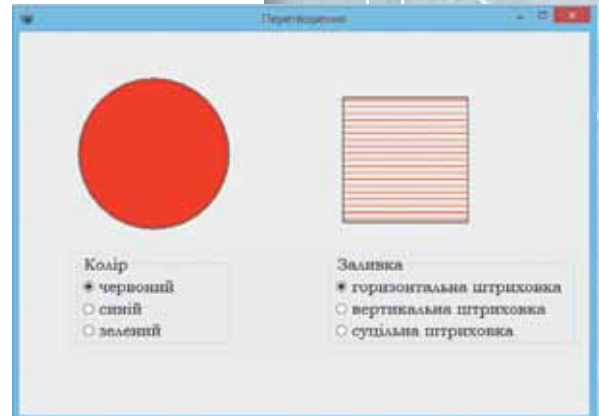 Перетворення
Колір
червоний
синій
зелений
Заливка
горизонтальна штриховка
вертикальна штриховка
суцільна штриховка